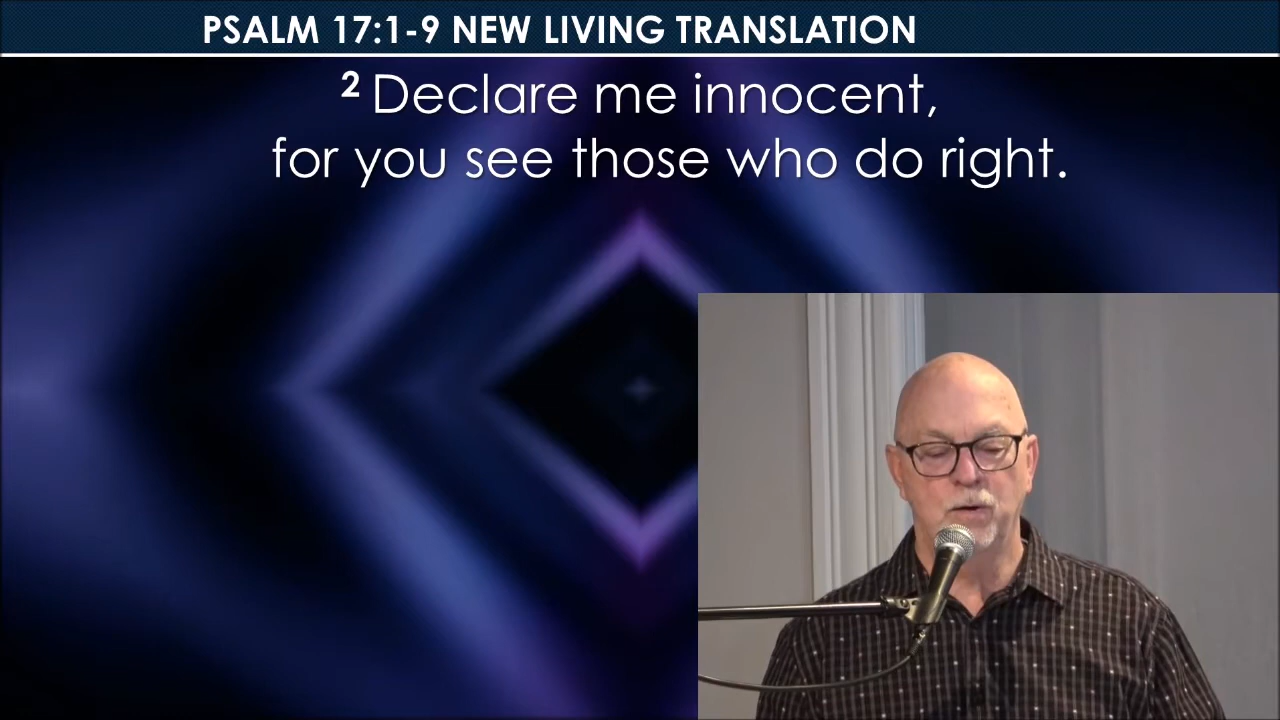 PSALM 17:1-9 NEW LIVING TRANSLATION
2 Declare me innocent,
for you see those who do right.